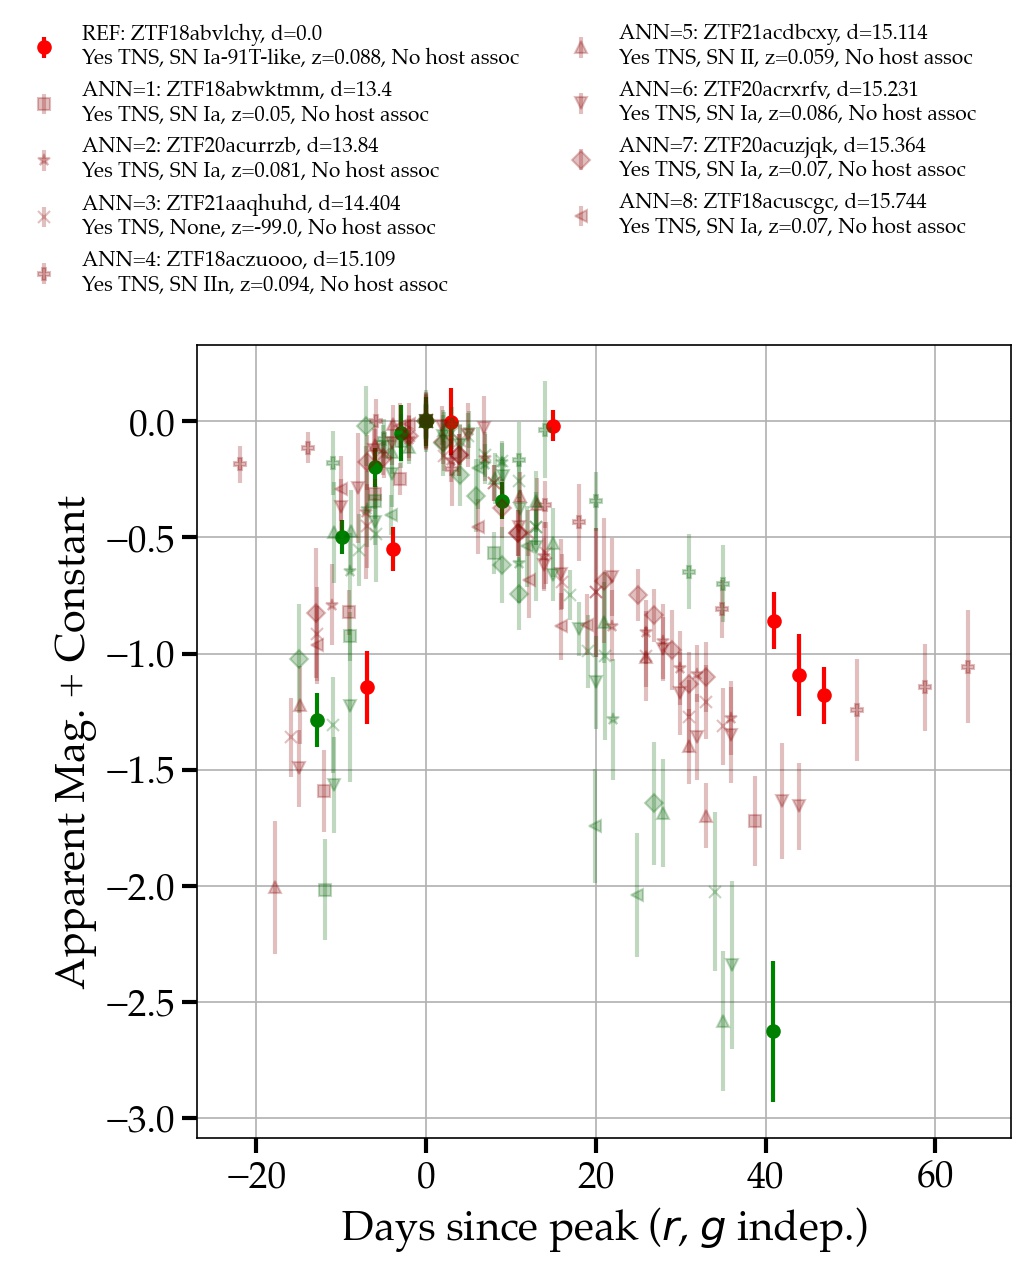 REF: ZTF18abvlchy, d=0.0
Yes TNS, SN Ia-91T-like, z=0.088, No host assoc
ANN=1: ZTF18abwktmm, d=13.4
Yes TNS, SN Ia, z=0.05, No host assoc
ANN=2: ZTF20acurrzb, d=13.84
Yes TNS, SN Ia, z=0.081, No host assoc
ANN=3: ZTF21aaqhuhd, d=14.404
Yes TNS, None, z=-99.0, No host assoc
ANN=4: ZTF18aczuooo, d=15.109
Yes TNS, SN IIn, z=0.094, No host assoc
ANN=5: ZTF21acdbcxy, d=15.114
Yes TNS, SN II, z=0.059, No host assoc
ANN=6: ZTF20acrxrfv, d=15.231
Yes TNS, SN Ia, z=0.086, No host assoc
ANN=7: ZTF20acuzjqk, d=15.364
Yes TNS, SN Ia, z=0.07, No host assoc
ANN=8: ZTF18acuscgc, d=15.744
Yes TNS, SN Ia, z=0.07, No host assoc
Apparent Mag. + Constant
0.0
−0.5
−1.0
−1.5
−2.0
−2.5
−3.0
−20
0
20
40
60
Days since peak (r, g indep.)